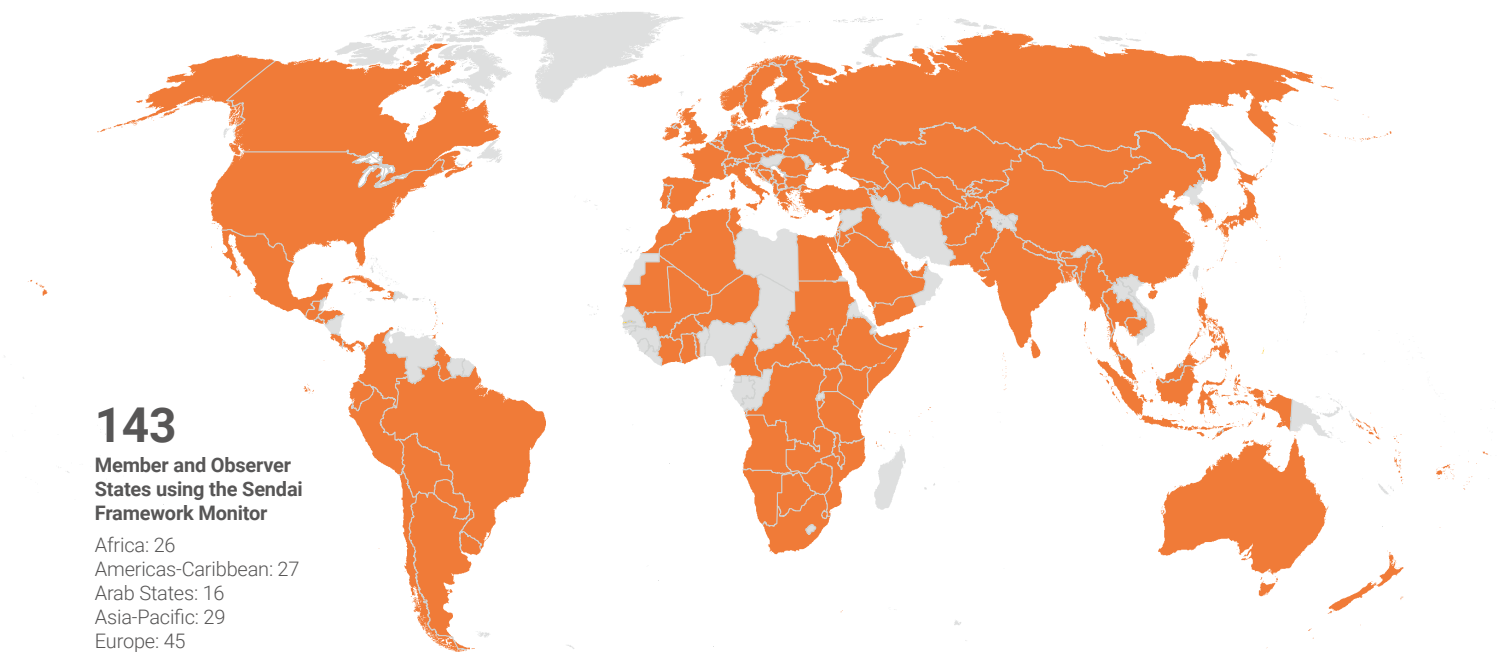 143
Member and Observer
States using the Sendai
Framework Monitor
Africa: 26
Americas-Caribbean: 27
Arab States: 16
Asia-Pacific: 29
Europe: 45